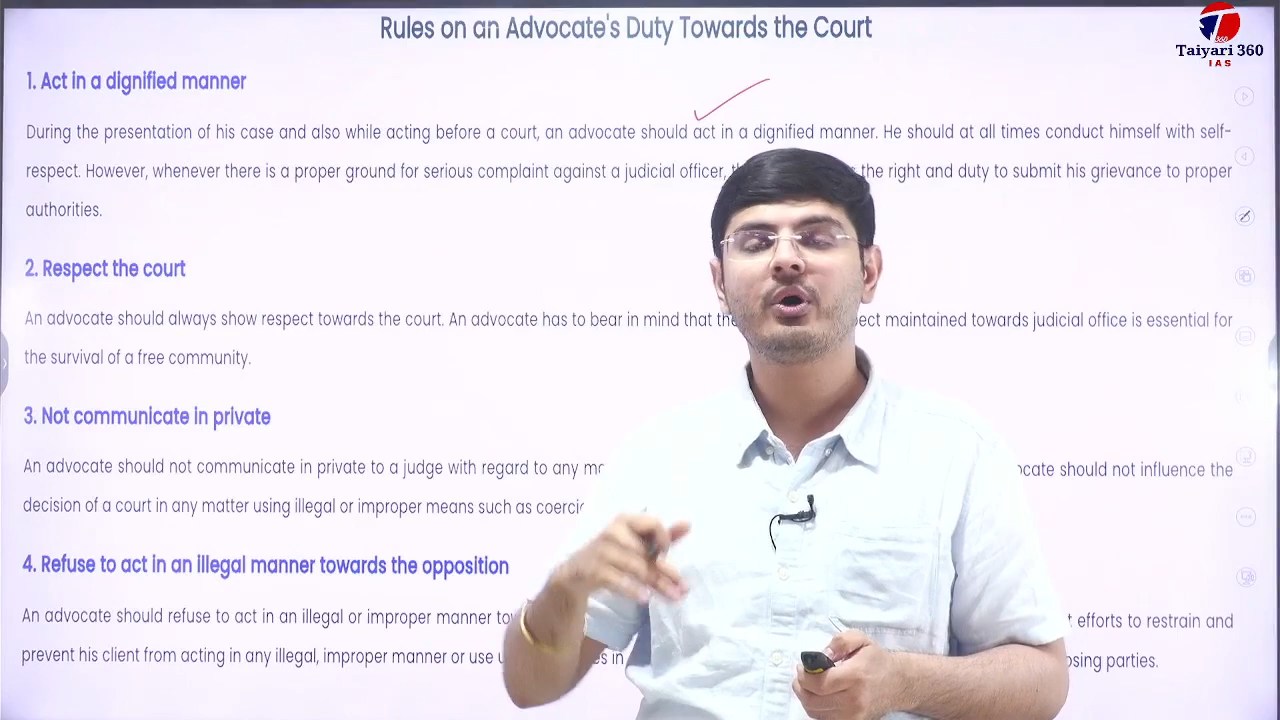 Rules on an Advocate's Duty Towards the Court
Taiyari 360
IAS
1. Act in a dignified manner
During the presentation of his case and also while acting before a court, an advocate should act in a dignified manner. He should at all times conduct himself with self-
respect. However, whenever there is a proper ground for serious complaint against a judicial officer, the right and duty to submit his grievance to proper
authorities.
2. Respect the court
An advocate should always show respect towards the court. An advocate has to bear in mind that maintained towards judicial office is essential for
the survival of a free community.
3. Not communicate in private
An advocate should not communicate in private to a judge with regard to any should not influence the
decision of a court in any matter using illegal or improper means such as
4. Refuse to act in an illegal manner towards the opposition
An advocate should refuse to act in an illegal or improper manner efforts to restrain and
prevent his client from acting in any illegal, improper manner or use in parties.